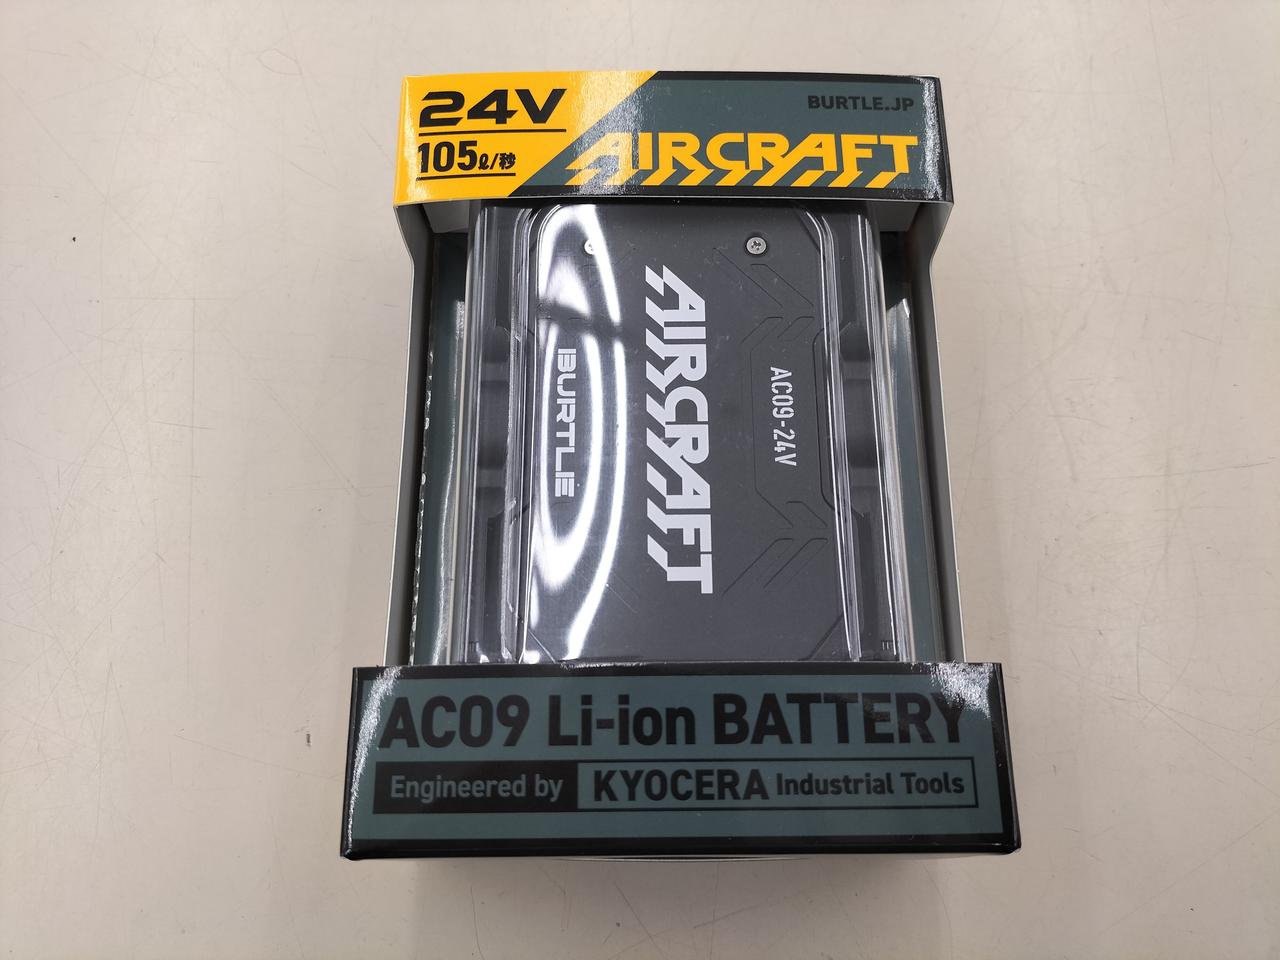 24V
105ℓ/秒
BURTLE.JP
AIRCRAFT
AIRCRAFT
BURTLE
AC09-24V
AC09 Li-ion BATTERY
Engineered by KYOCERA Industrial Tools